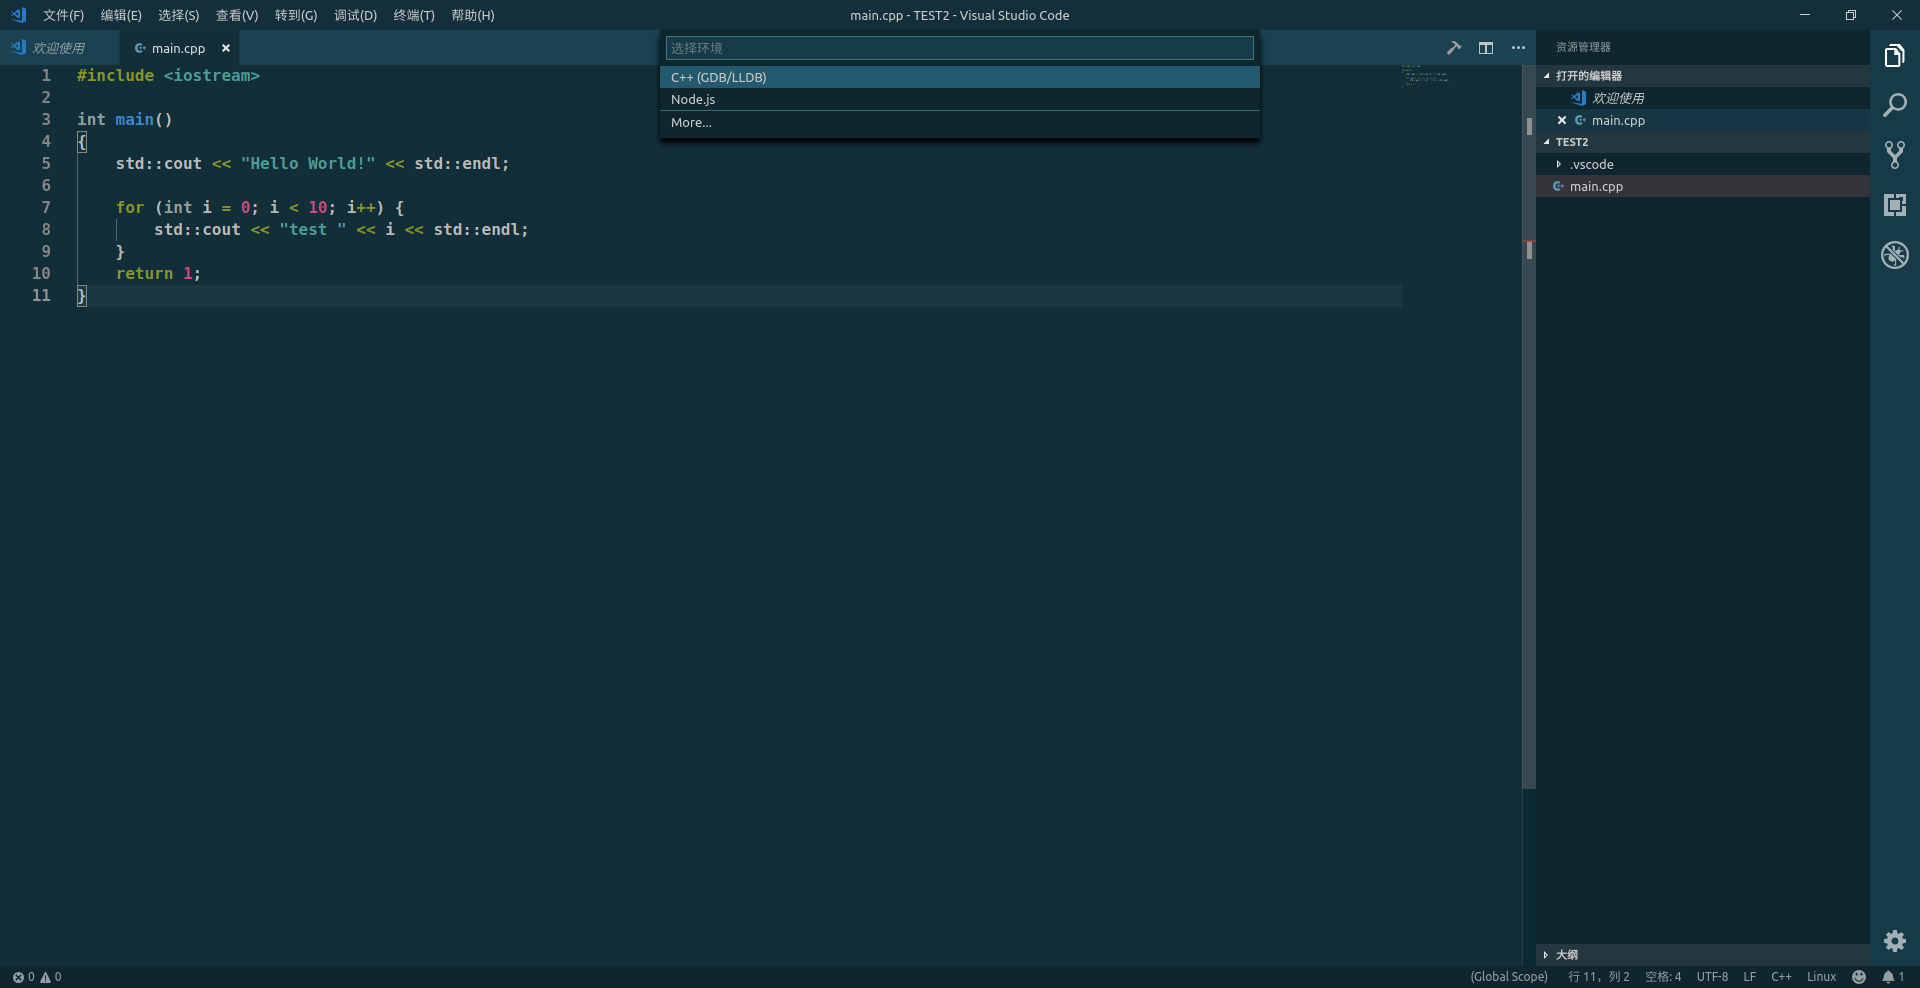 文件(F) 编辑(E) 选择(S) 查看(V) 转到(G) 调试(D) 终端(T) 帮助(H)
main.cpp - TEST2 - Visual Studio Code
欢迎使用
main.cpp
选择环境
C++ (GDB/LLDB)
Node.js
More...
1 #include <iostream>
2
3 int main()
4 {
5 std::cout << "Hello World!" << std::endl;
6
7 for (int i = 0; i < 10; i++) {
8 std::cout << "test " << i << std::endl;
9 }
10 return 1;
11 }
资源管理器
打开的编辑器
欢迎使用
main.cpp
TEST2
.vscode
main.cpp
大纲
0 0
(Global Scope) 行 11，列 2 空格: 4 UTF-8 LF C++ Linux 1